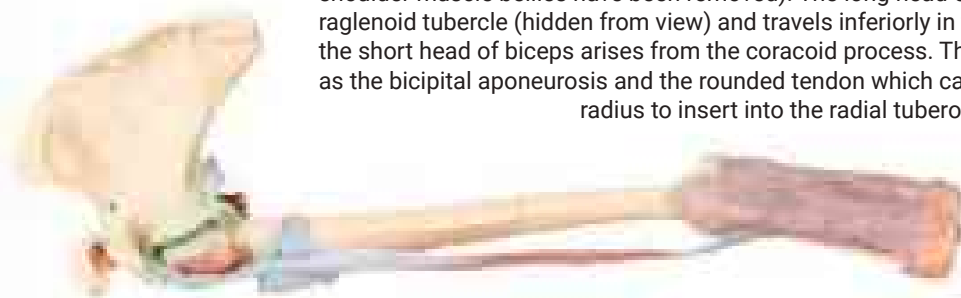 raglenoid tubercle (hidden from view) and travels inferiorly in
the short head of biceps arises from the coracoid process. Th
as the bicipital aponeurosis and the rounded tendon which ca
radius to insert into the radial tubero